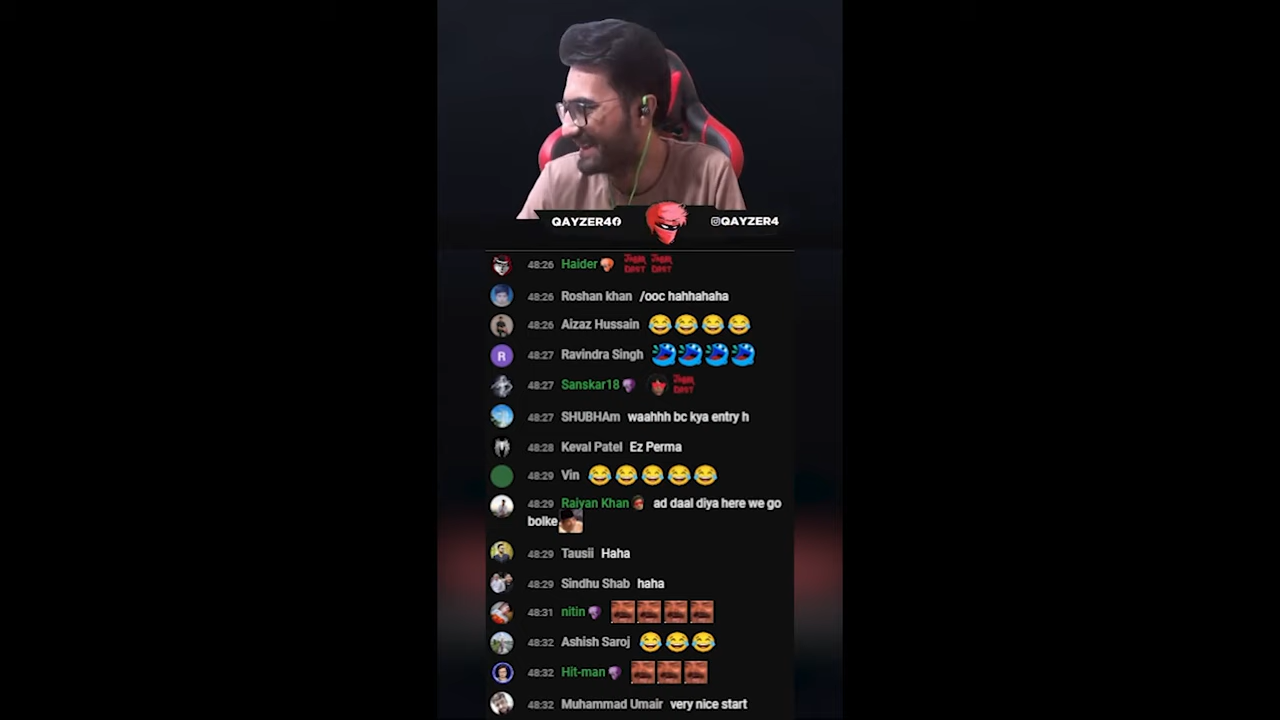 QAYZER4
QAYZER4
48:26 Haider
48:26 Roshan khan /ooc hahhahaha
48:26 Aizaz Hussain 😂😂😂😂
48:27 Ravindra Singh
R
48:27 Sanskar18
48:27 SHUBHAm waahhh bc kya entry h
48:28 Keval Patel Ez Perma
48:29 Vin 😂😂😂😂😂
48:29 Raiyan Khan ad daal diya here we go
bolke
48:29 Tausii Haha
48:29 Sindhu Shab haha
48:31 nitin
48:32 Ashish Saroj 😂😂😂
48:32 Hit-man
48:32 Muhammad Umair very nice start